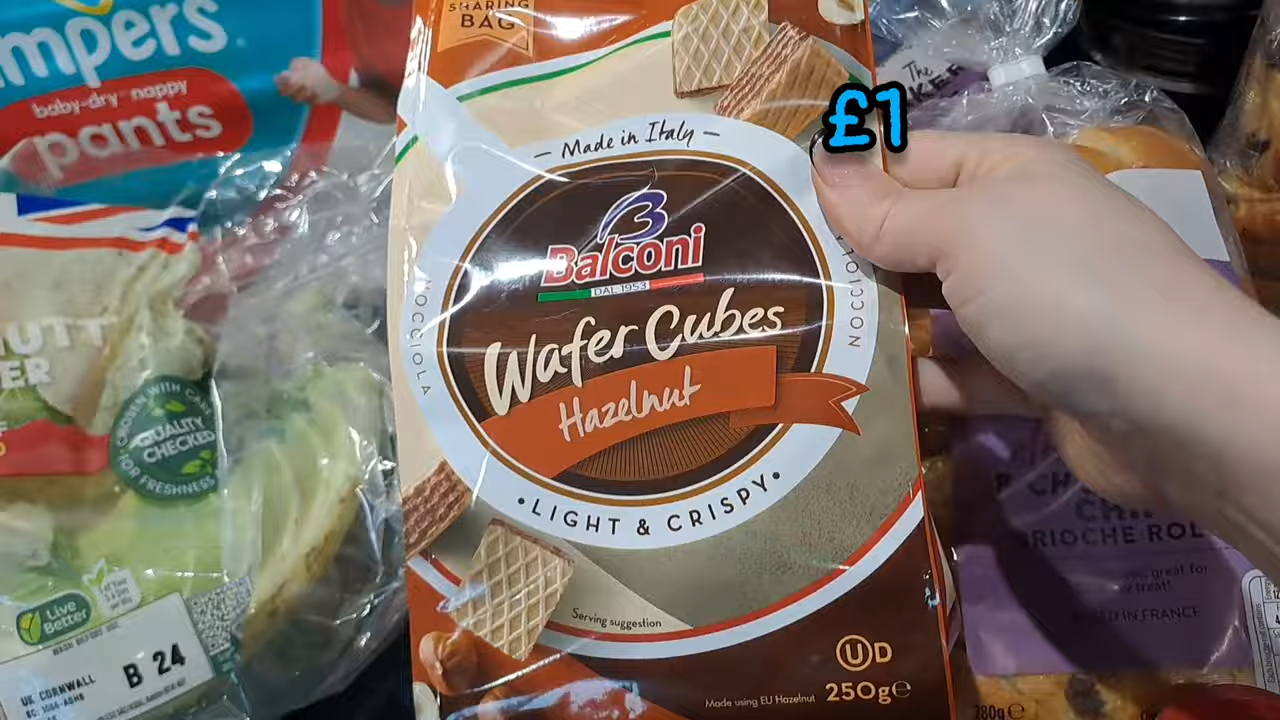 SHARING
BAG
mpers
baby-dry nappy
pants
£1
The
Made in Italy
Balconi
DAL 1953
Wafer Cubes
Hazelnut
NOCCIOLA
NOCCIOLA
• LIGHT & CRISPY •
Serving suggestion
U D
250g e
Made using EU Hazelnut
CHOSEN WITH CARE
QUALITY
CHECKED
FOR FRESHNESS
Live
Better
UK CORNWALL
B 24
BRIOCHE ROL
great for
treat!
IN FRANCE
280g e